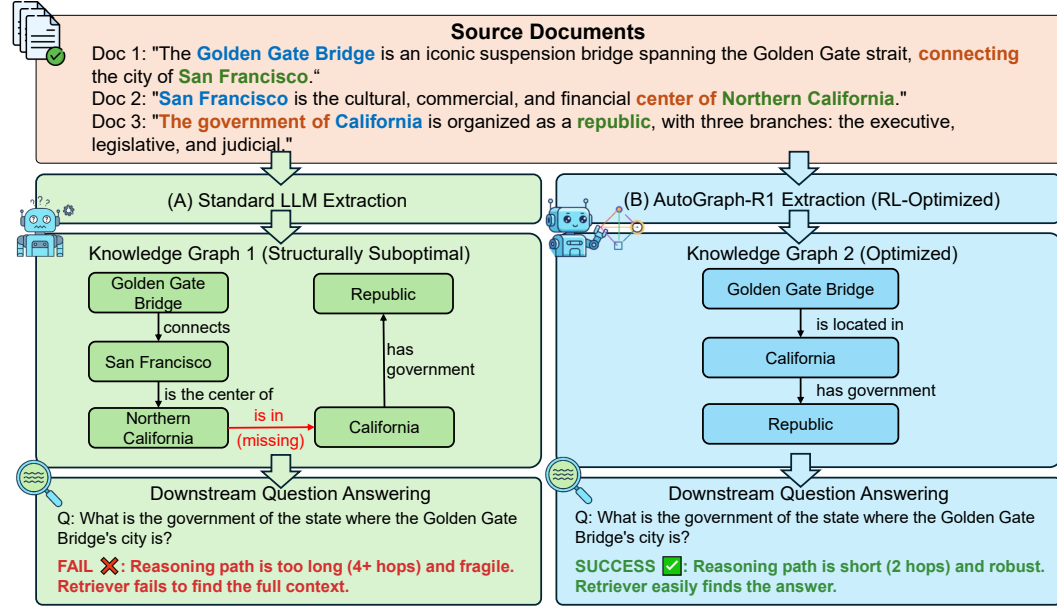 Source Documents
Doc 1: "The Golden Gate Bridge is an iconic suspension bridge spanning the Golden Gate strait, connecting
the city of San Francisco.“
Doc 2: "San Francisco is the cultural, commercial, and financial center of Northern California."
Doc 3: "The government of California is organized as a republic, with three branches: the executive,
legislative, and judicial."
(A) Standard LLM Extraction
???
Knowledge Graph 1 (Structurally Suboptimal)
Golden Gate
Bridge
connects
San Francisco
is the center of
Northern
California
is in
(missing)
California
has
government
Republic
Downstream Question Answering
Q: What is the government of the state where the Golden Gate
Bridge's city is?
FAIL ❌: Reasoning path is too long (4+ hops) and fragile.
Retriever fails to find the full context.
(B) AutoGraph-R1 Extraction (RL-Optimized)
Knowledge Graph 2 (Optimized)
Golden Gate Bridge
is located in
California
has government
Republic
Downstream Question Answering
Q: What is the government of the state where the Golden Gate
Bridge's city is?
SUCCESS ✅: Reasoning path is short (2 hops) and robust.
Retriever easily finds the answer.